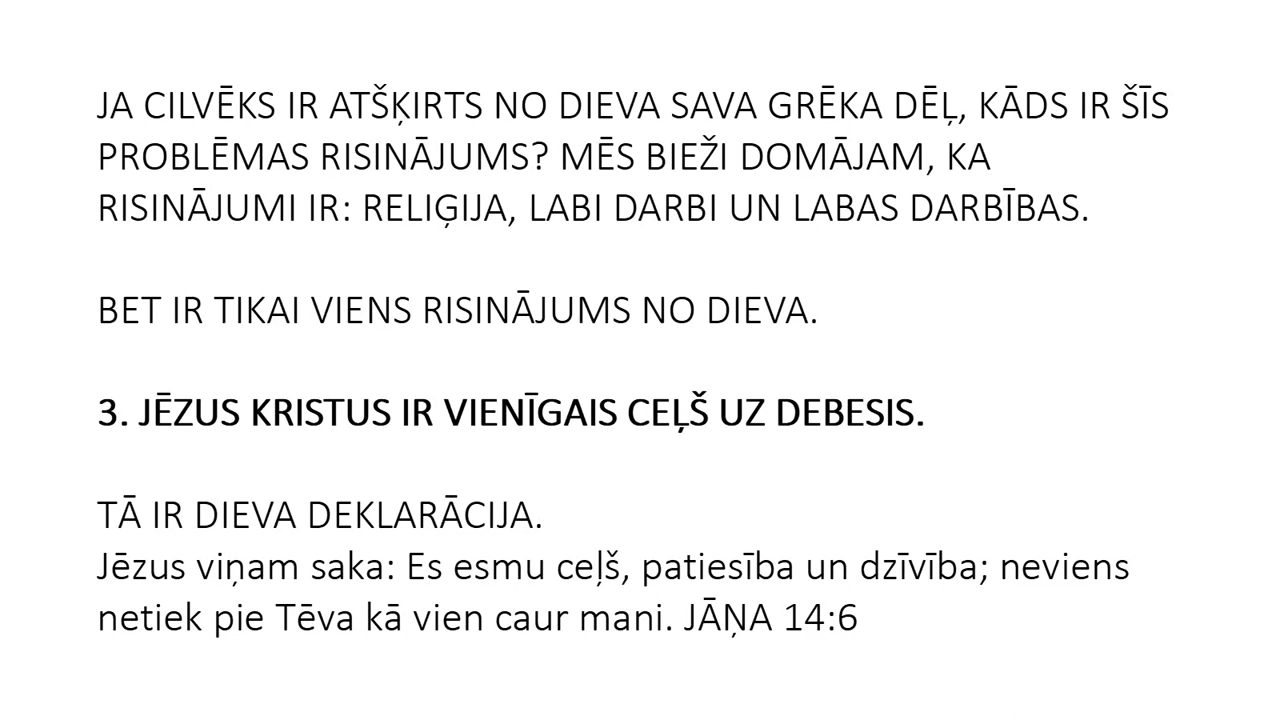 JA CILVĒKS IR ATŠĶIRTS NO DIEVA SAVA GRĒKA DĒĻ, KĀDS IR ŠĪS
PROBLĒMAS RISINĀJUMS? MĒS BIEŽI DOMĀJAM, KA
RISINĀJUMI IR: RELIĢIJA, LABI DARBI UN LABAS DARBĪBAS.
BET IR TIKAI VIENS RISINĀJUMS NO DIEVA.
3. JĒZUS KRISTUS IR VIENĪGAIS CEĻŠ UZ DEBESIS.
TĀ IR DIEVA DEKLARĀCIJA.
Jēzus viņam saka: Es esmu ceļš, patiesība un dzīvība; neviens
netiek pie Tēva kā vien caur mani. JĀŅA 14:6